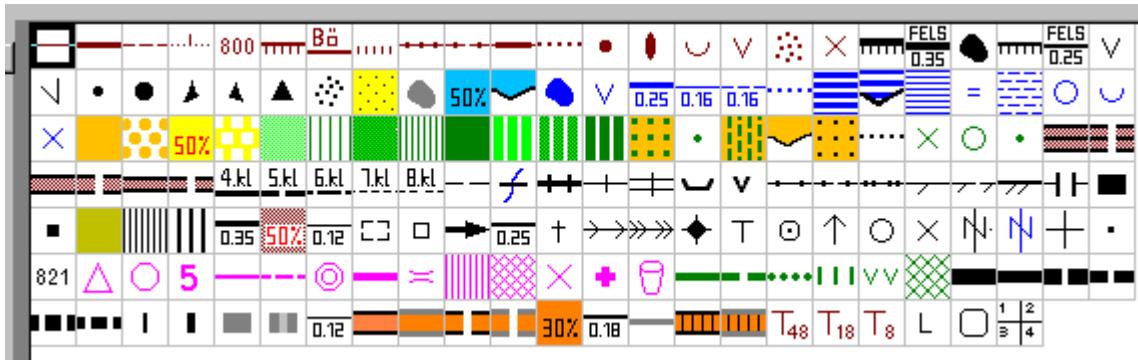 800 Bö FELS 0.35 FELS 0.25
50% 0.25 0.16 0.16
50%
4.kl 5.kl 6.kl 7.kl 8.kl
0.35 50% 0.12 0.25 T N N
821 5
0.12 30% 0.18 T48 T18 T8 L 1 2 3 4